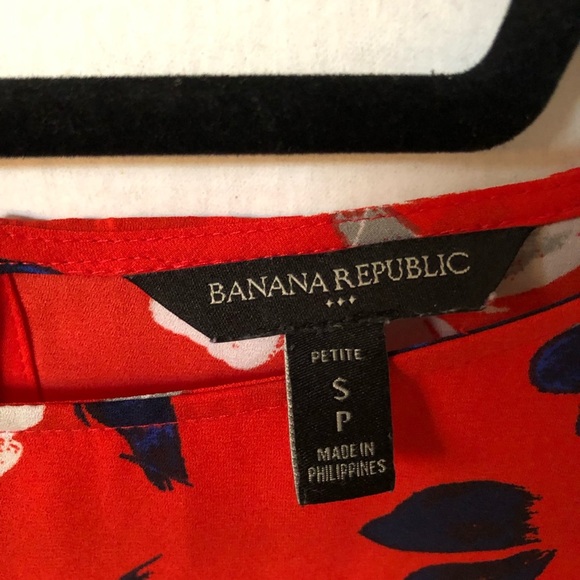 BANANA REPUBLIC
PETITE
S
P
MADE IN
PHILIPPINES